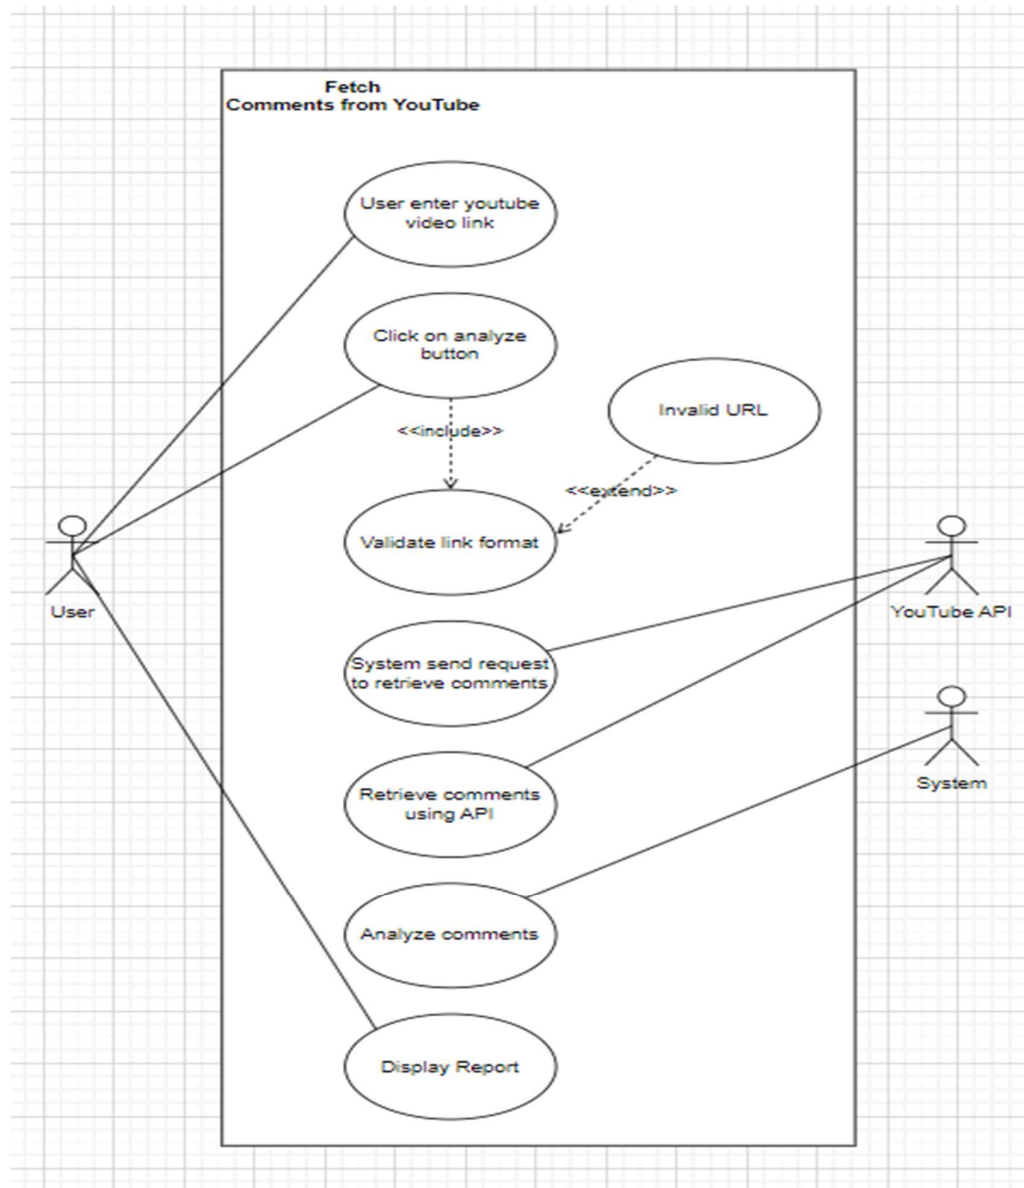 Fetch
Comments from YouTube
User enter youtube
video link
Click on analyze
button
<<include>>
Invalid URL
<<extend>>
Validate link format
User
YouTube API
System send request
to retrieve comments
System
Retrieve comments
using API
Analyze comments
Display Report